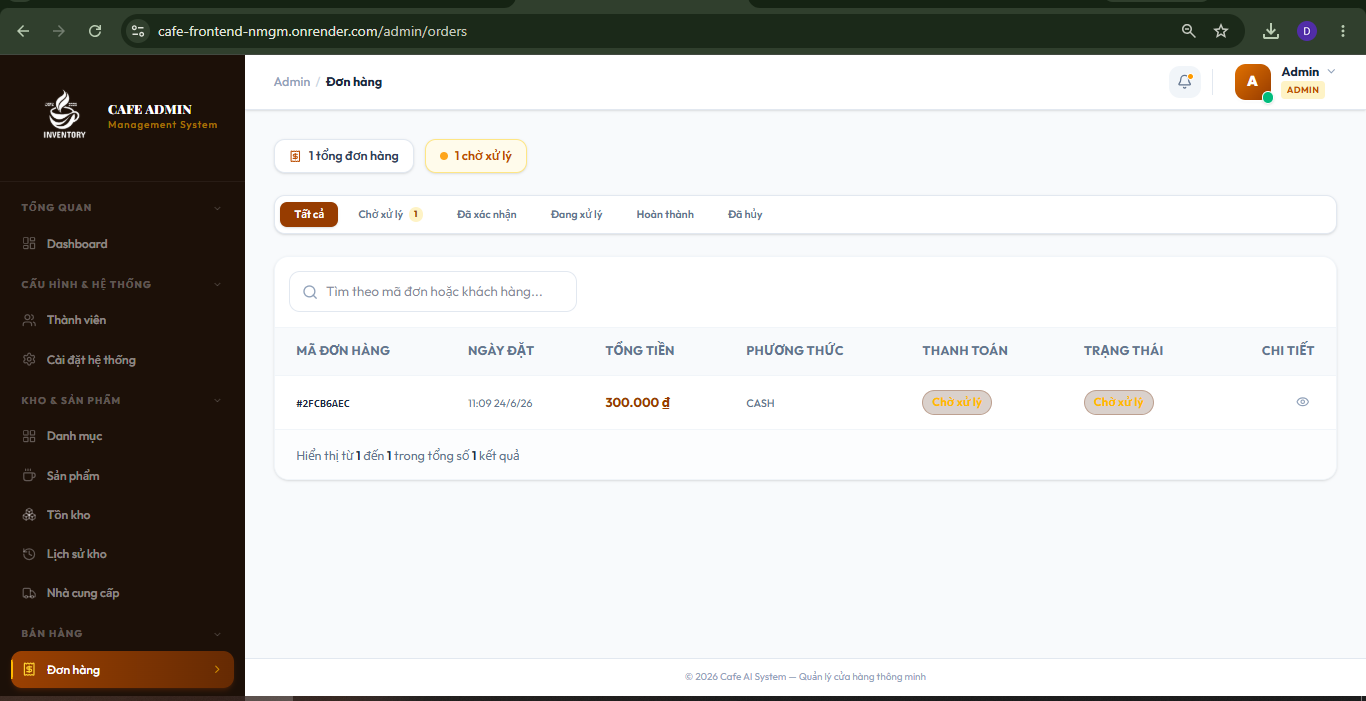 cafe-frontend-nmgm.onrender.com/admin/orders
D
INVENTORY
CAFE ADMIN
Management System
TỔNG QUAN
Dashboard
CẤU HÌNH & HỆ THỐNG
Thành viên
Cài đặt hệ thống
KHO & SẢN PHẨM
Danh mục
Sản phẩm
Tồn kho
Lịch sử kho
Nhà cung cấp
BÁN HÀNG
Đơn hàng
Admin / Đơn hàng
A
Admin
ADMIN
1 tổng đơn hàng
1 chờ xử lý
Tất cả
Chờ xử lý 1
Đã xác nhận
Đang xử lý
Hoàn thành
Đã hủy
Tìm theo mã đơn hoặc khách hàng...
MÃ ĐƠN HÀNG NGÀY ĐẶT TỔNG TIỀN PHƯƠNG THỨC THANH TOÁN TRẠNG THÁI CHI TIẾT
#2FCB6AEC 11:09 24/6/26 300.000 ₫ CASH Chờ xử lý Chờ xử lý
Hiển thị từ 1 đến 1 trong tổng số 1 kết quả
© 2026 Cafe AI System — Quản lý cửa hàng thông minh